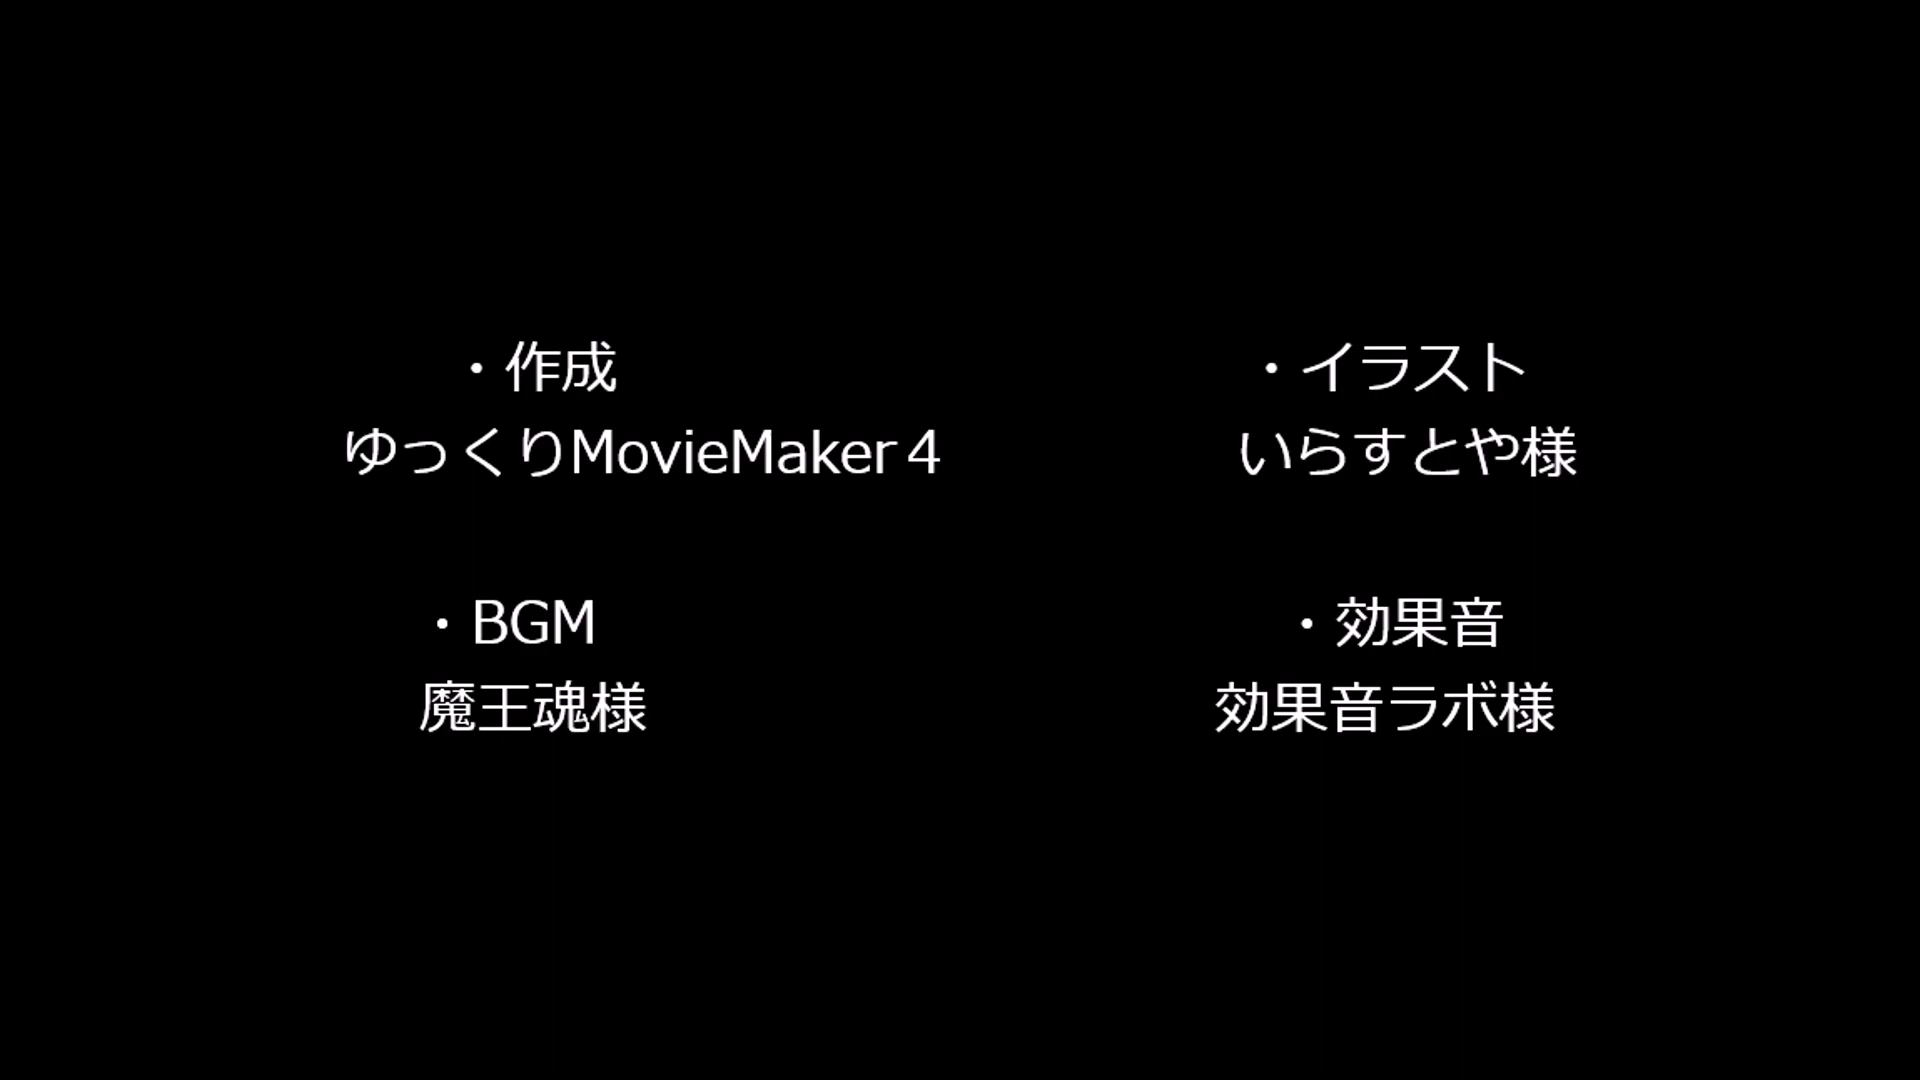 ・作成
ゆっくりMovieMaker４
・イラスト
いらすとや様
・BGM
魔王魂様
・効果音
効果音ラボ様